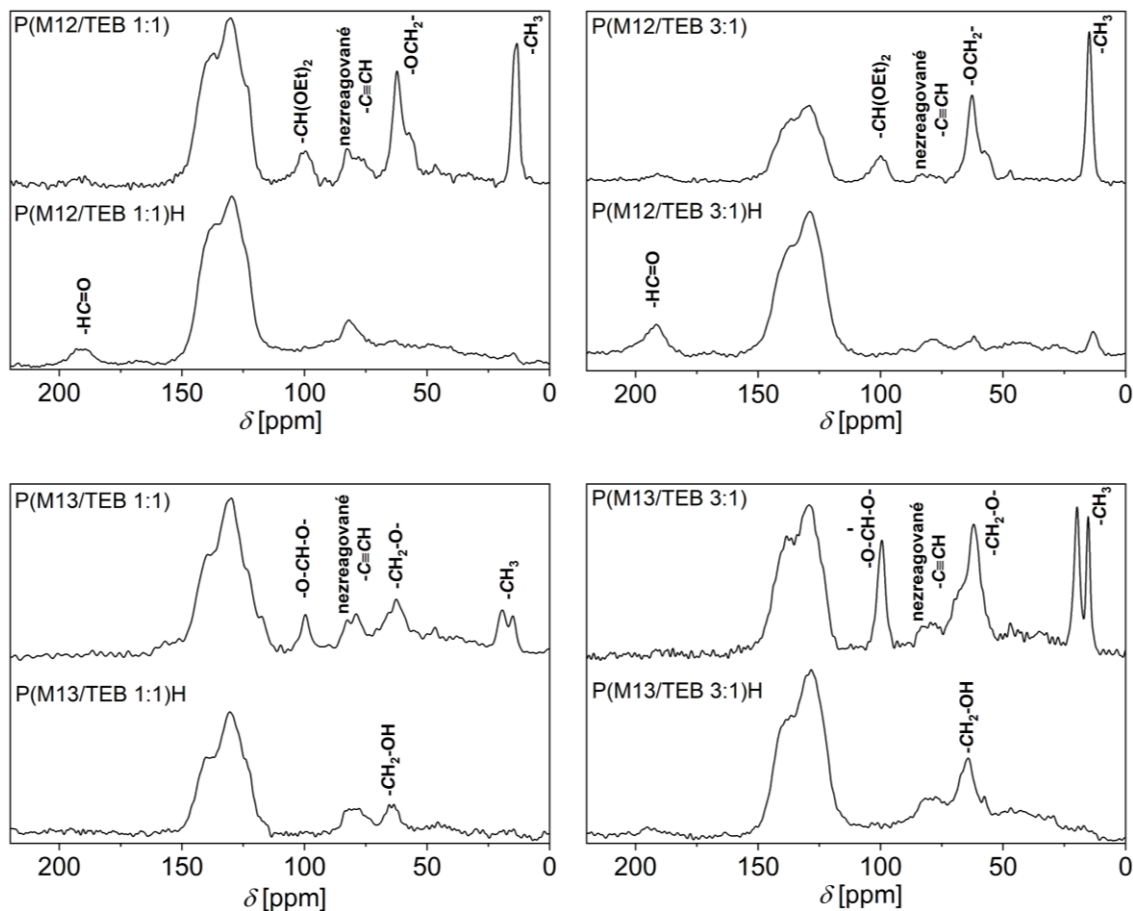 P(M12/TEB 1:1)
-CH(OEt)₂
nezreagované
-C≡CH
-OCH₂-
-CH₃
P(M12/TEB 1:1)H
-HC=O
200 150 100 50 0
δ [ppm]
P(M12/TEB 3:1)
-CH(OEt)₂
nezreagované
-C≡CH
-OCH₂-
-CH₃
P(M12/TEB 3:1)H
-HC=O
200 150 100 50 0
δ [ppm]
P(M13/TEB 1:1)
-O-CH-O-
nezreagované
-C≡CH
-CH₂-O-
-CH₃
P(M13/TEB 1:1)H
-CH₂-OH
200 150 100 50 0
δ [ppm]
P(M13/TEB 3:1)
-O-CH-O-
nezreagované
-C≡CH
-CH₂-O-
-CH₃
P(M13/TEB 3:1)H
-CH₂-OH
200 150 100 50 0
δ [ppm]